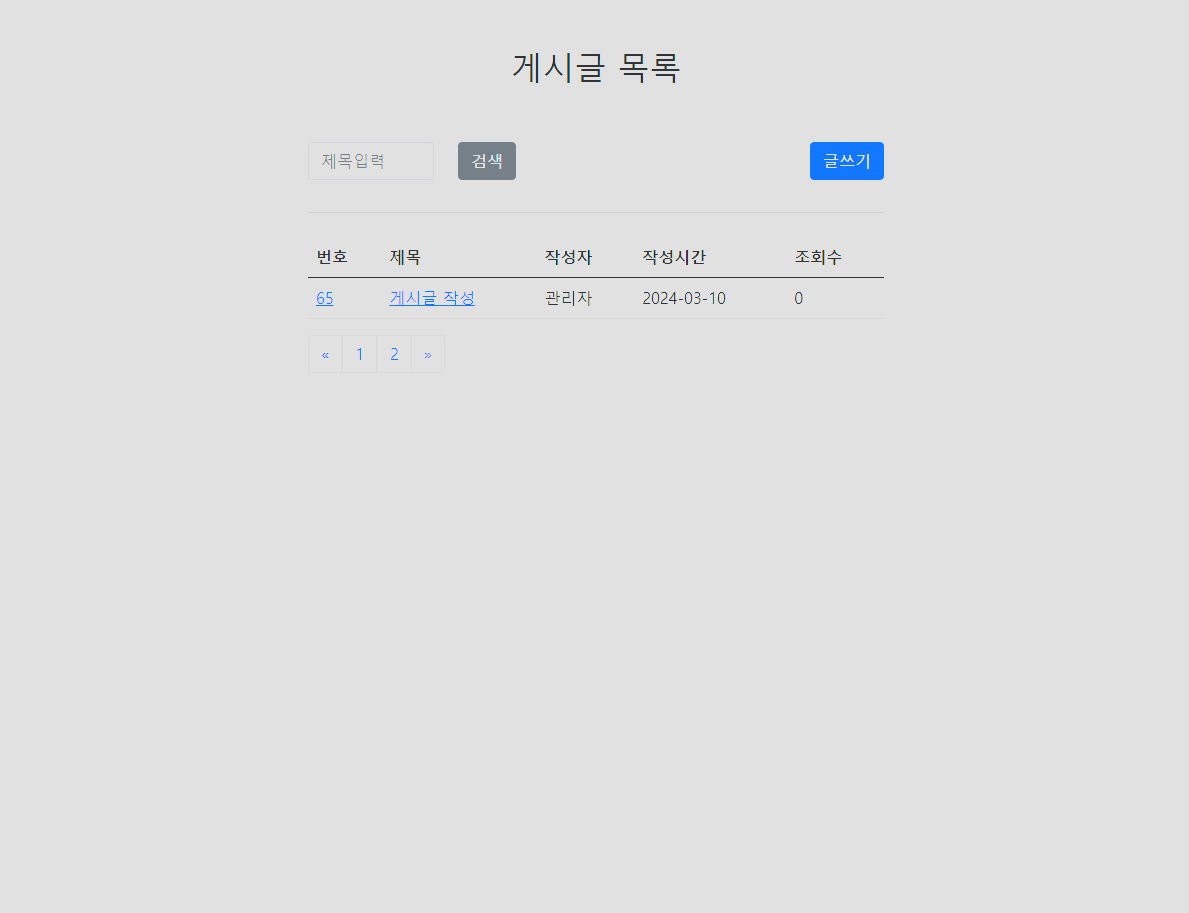 게시글 목록
제목입력 검색 글쓰기
번호 제목 작성자 작성시간 조회수
65 게시글 작성 관리자 2024-03-10 0
« 1 2 »